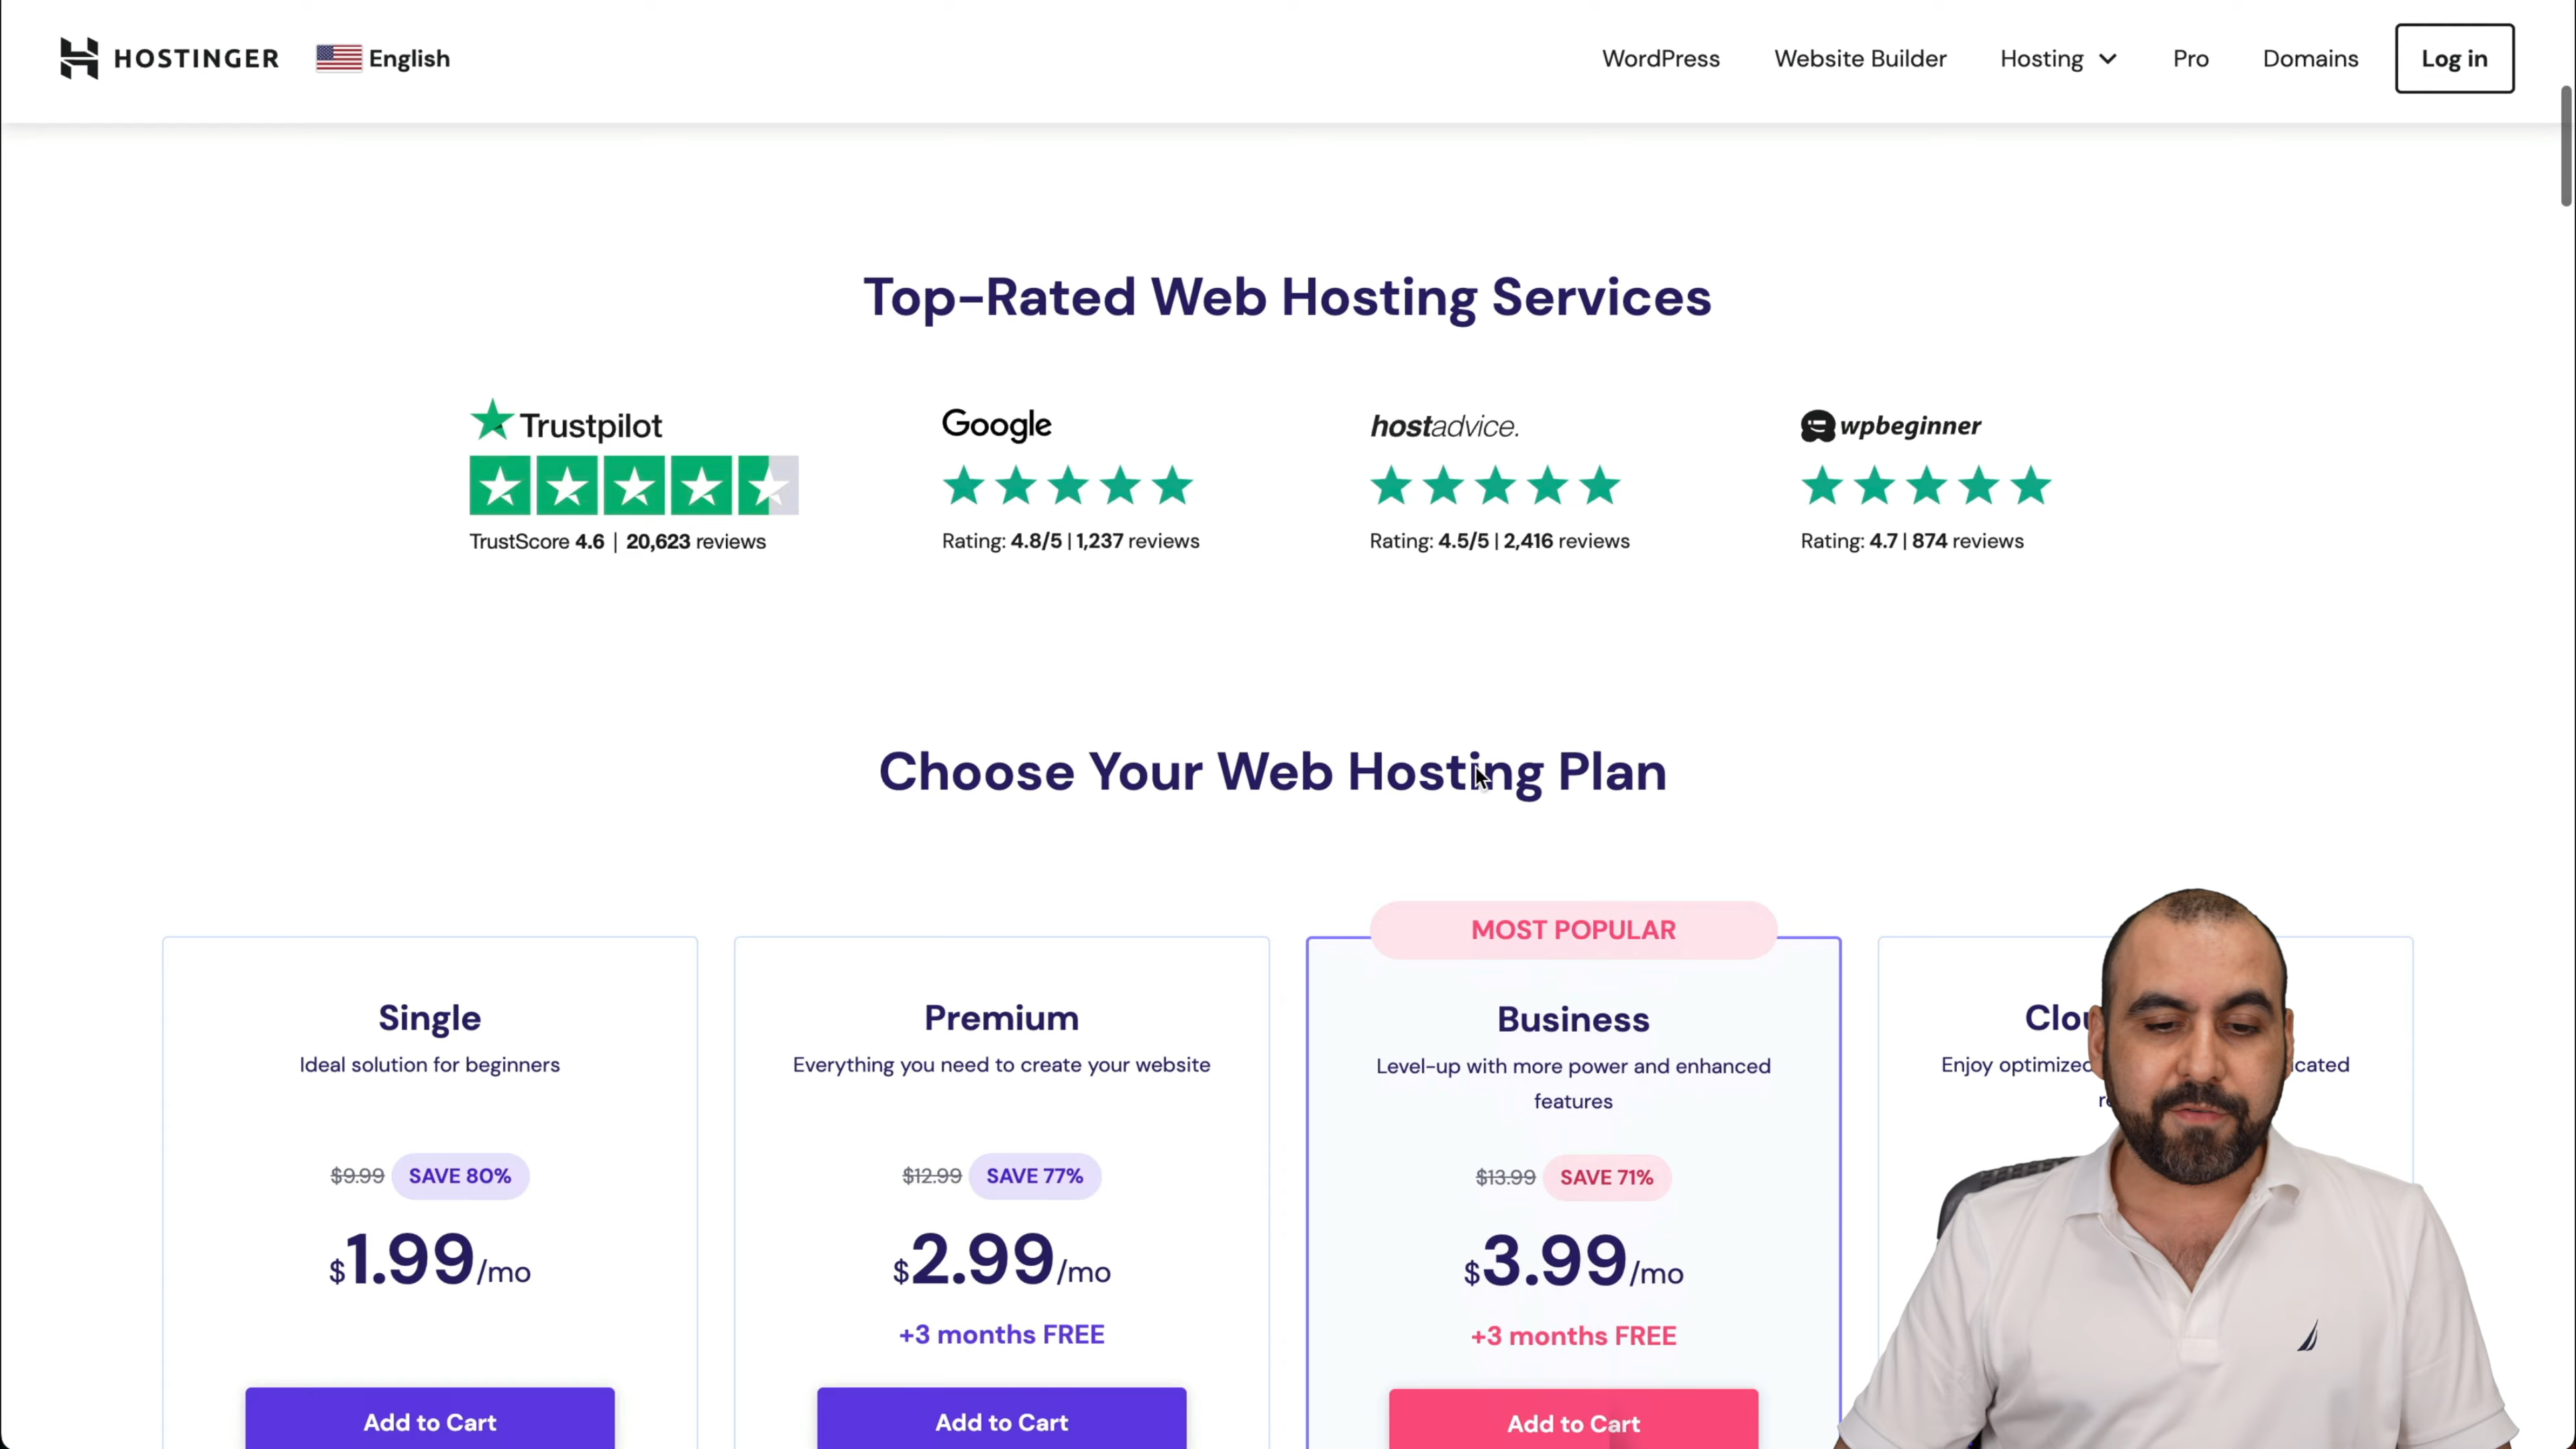 HOSTINGER English WordPress Website Builder Hosting Pro Domains Log in
Top-Rated Web Hosting Services
Trustpilot
TrustScore 4.6 | 20,623 reviews
Google
Rating: 4.8/5 | 1,237 reviews
hostadvice.
Rating: 4.5/5 | 2,416 reviews
wpbeginner
Rating: 4.7 | 874 reviews
Choose Your Web Hosting Plan
Single
Ideal solution for beginners
$9.99 SAVE 80%
$1.99/mo
Add to Cart
Premium
Everything you need to create your website
$12.99 SAVE 77%
$2.99/mo
+3 months FREE
Add to Cart
MOST POPULAR
Business
Level-up with more power and enhanced
features
$13.99 SAVE 71%
$3.99/mo
+3 months FREE
Add to Cart
Enjoy optimized